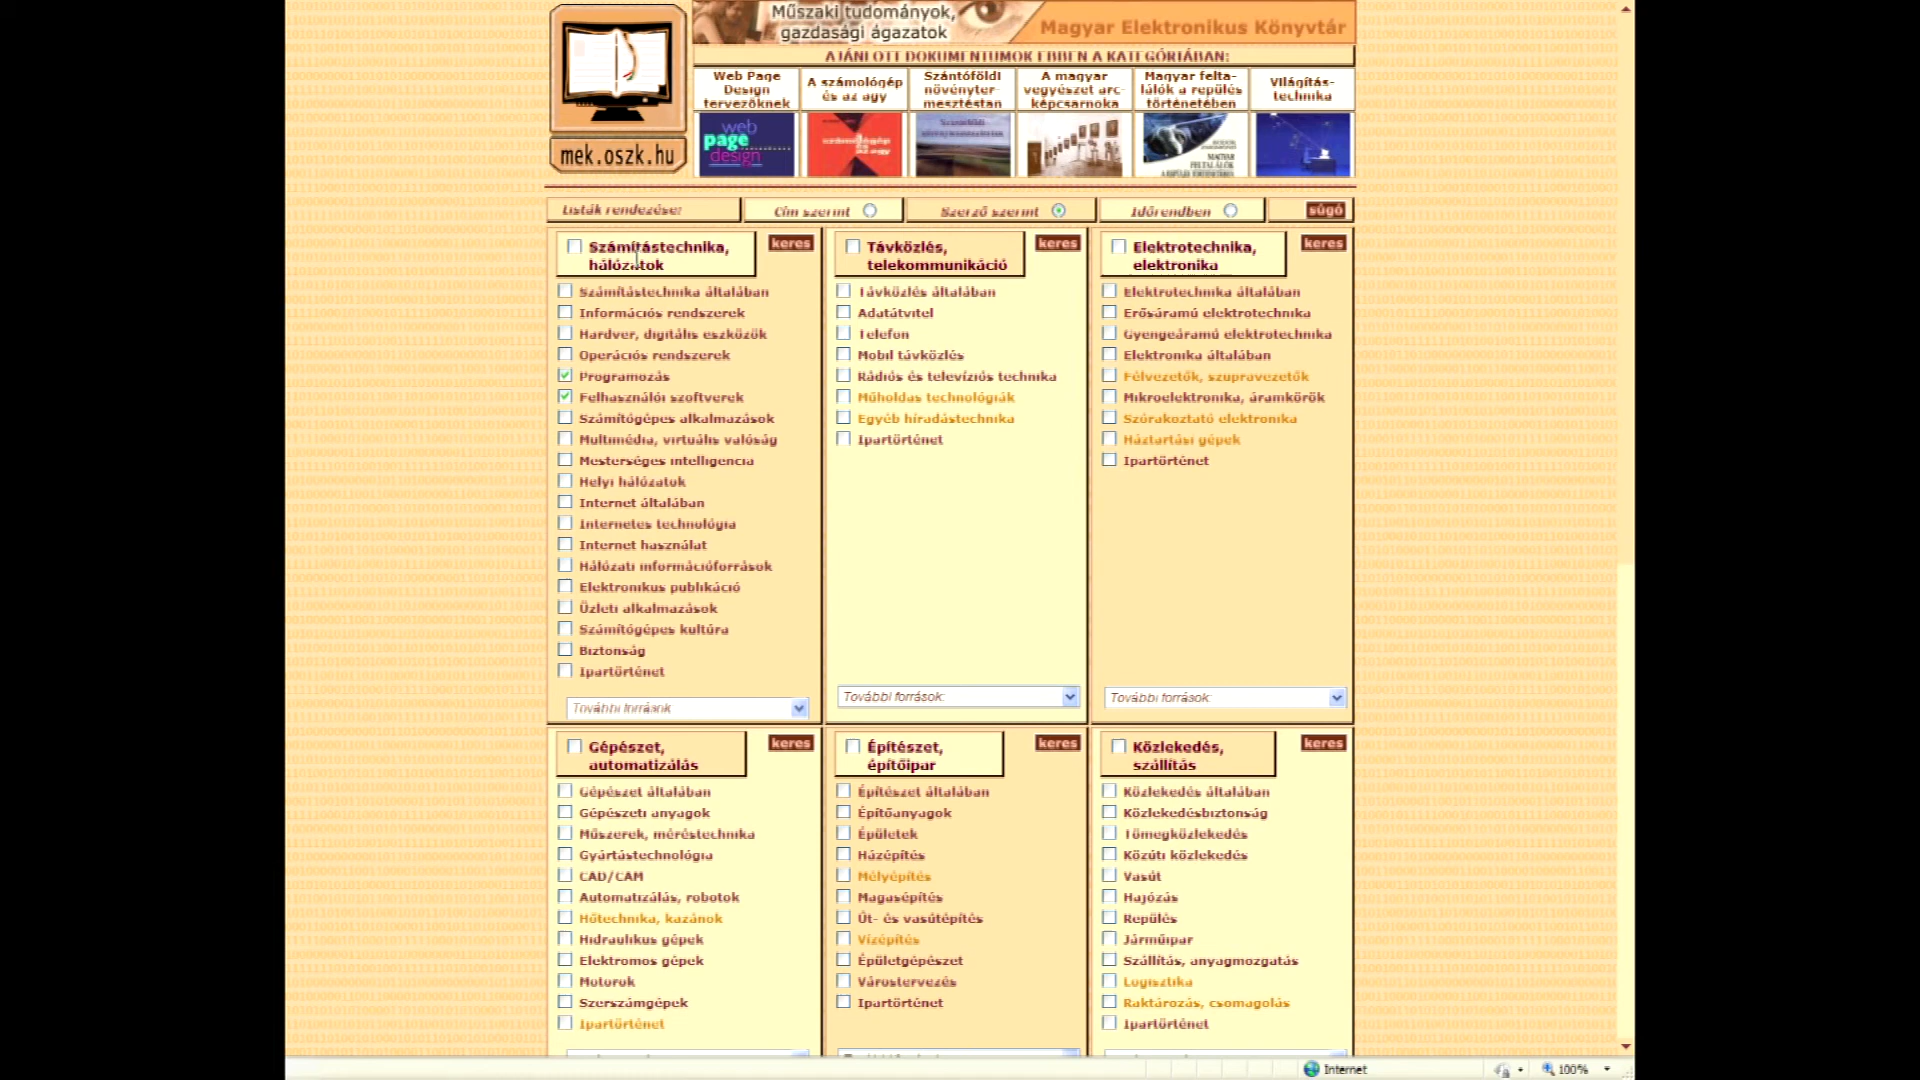 Műszaki tudományok,
gazdasági ágazatok
Magyar Elektronikus Könyvtár
mek.oszk.hu
AJÁNLOTT DOKUMENTUMOK EBBEN A KATEGÓRIÁBAN:
Web Page
Design
tervezőknek
A számológép
és az agy
Szántóföldi
növényter-
mesztéstan
A magyar
vegyészet arc-
képcsarnoka
Magyar felta-
lálók a repülés
történetében
Világítás-
technika
web
page
design
Listák rendezése:
Cím szerint
Szerző szerint
Időrendben
súgó
Számítástechnika,
hálózatok
keres
Számítástechnika általában
Információs rendszerek
Hardver, digitális eszközök
Operációs rendszerek
Programozás
Felhasználói szoftverek
Számítógépes alkalmazások
Multimédia, virtuális valóság
Mesterséges intelligencia
Helyi hálózatok
Internet általában
Internetes technológia
Internet használat
Hálózati információforrások
Elektronikus publikáció
Üzleti alkalmazások
Számítógépes kultúra
Biztonság
Ipartörténet
További források
Távközlés,
telekommunikáció
keres
Távközlés általában
Adatátvitel
Telefon
Mobil távközlés
Rádiós és televíziós technika
Műholdas technológiák
Egyéb híradástechnika
Ipartörténet
További források:
Elektrotechnika,
elektronika
keres
Elektrotechnika általában
Erősáramú elektrotechnika
Gyengeáramú elektrotechnika
Elektronika általában
Félvezetők, szupravezetők
Mikroelektronika, áramkörök
Szórakoztató elektronika
Háztartási gépek
Ipartörténet
További források:
Gépészet,
automatizálás
keres
Gépészet általában
Gépészeti anyagok
Műszerek, méréstechnika
Gyártástechnológia
CAD/CAM
Automatizálás, robotok
Hőtechnika, kazánok
Hidraulikus gépek
Elektromos gépek
Motorok
Szerszámgépek
Ipartörténet
Építészet,
építőipar
keres
Építészet általában
Építőanyagok
Épületek
Házépítés
Mélyépítés
Magasépítés
Út- és vasútépítés
Vízépítés
Épületgépészet
Várostervezés
Ipartörténet
Közlekedés,
szállítás
keres
Közlekedés általában
Közlekedésbiztonság
Tömegközlekedés
Közúti közlekedés
Vasút
Hajózás
Repülés
Járműipar
Szállítás, anyagmozgatás
Logisztika
Raktározás, csomagolás
Ipartörténet
Internet
100%